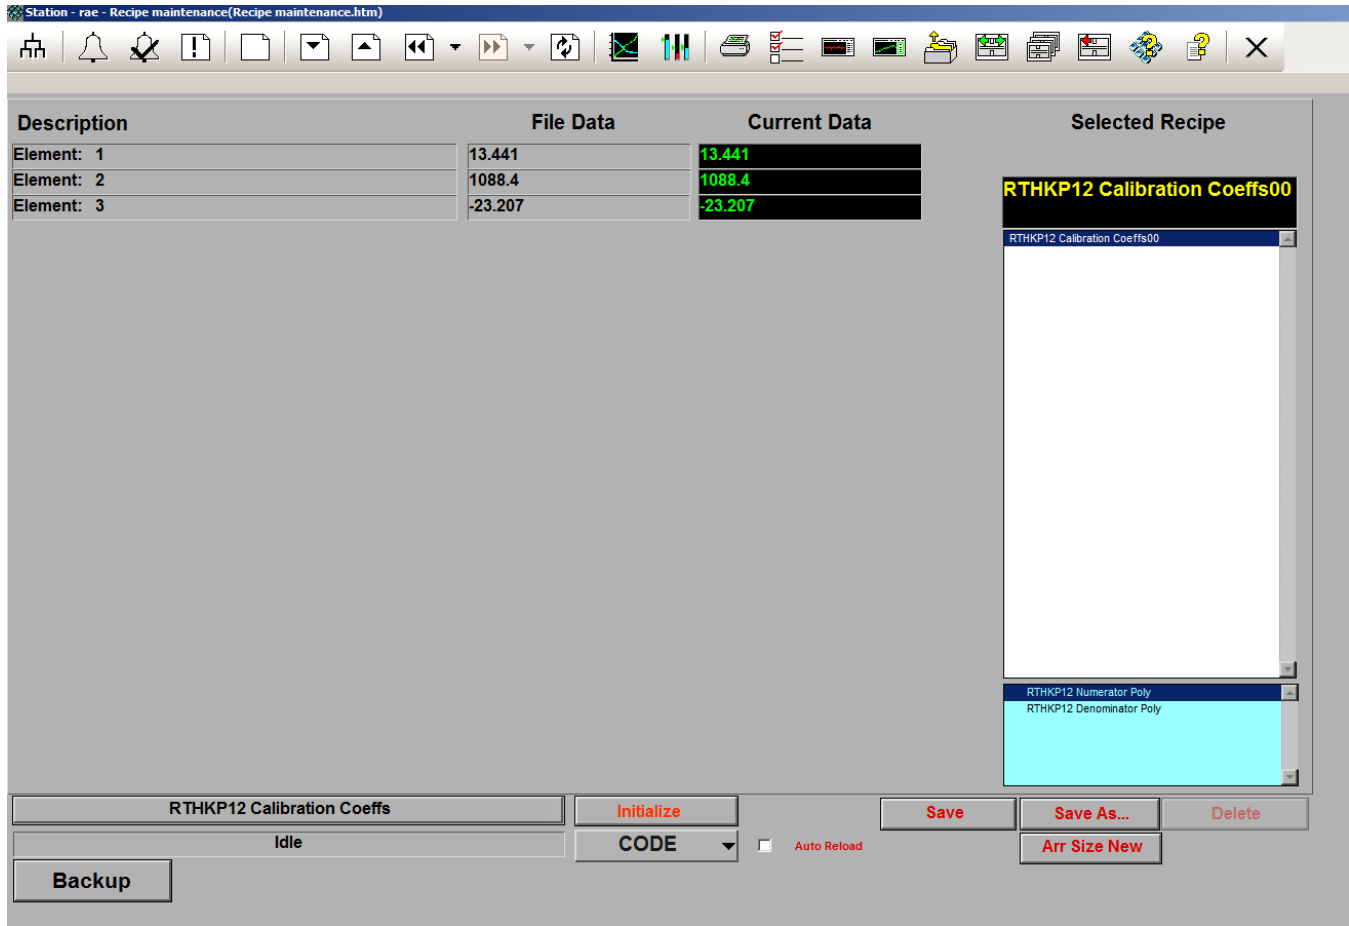 Station - rae - Recipe maintenance(Recipe maintenance.htm)
Description File Data Current Data Selected Recipe
Element: 1 13.441 13.441
Element: 2 1088.4 1088.4
Element: 3 -23.207 -23.207
RTHKP12 Calibration Coeffs00
RTHKP12 Calibration Coeffs00
RTHKP12 Numerator Poly
RTHKP12 Denominator Poly
RTHKP12 Calibration Coeffs Initialize Save Save As... Delete
Idle CODE Auto Reload Arr Size New
Backup